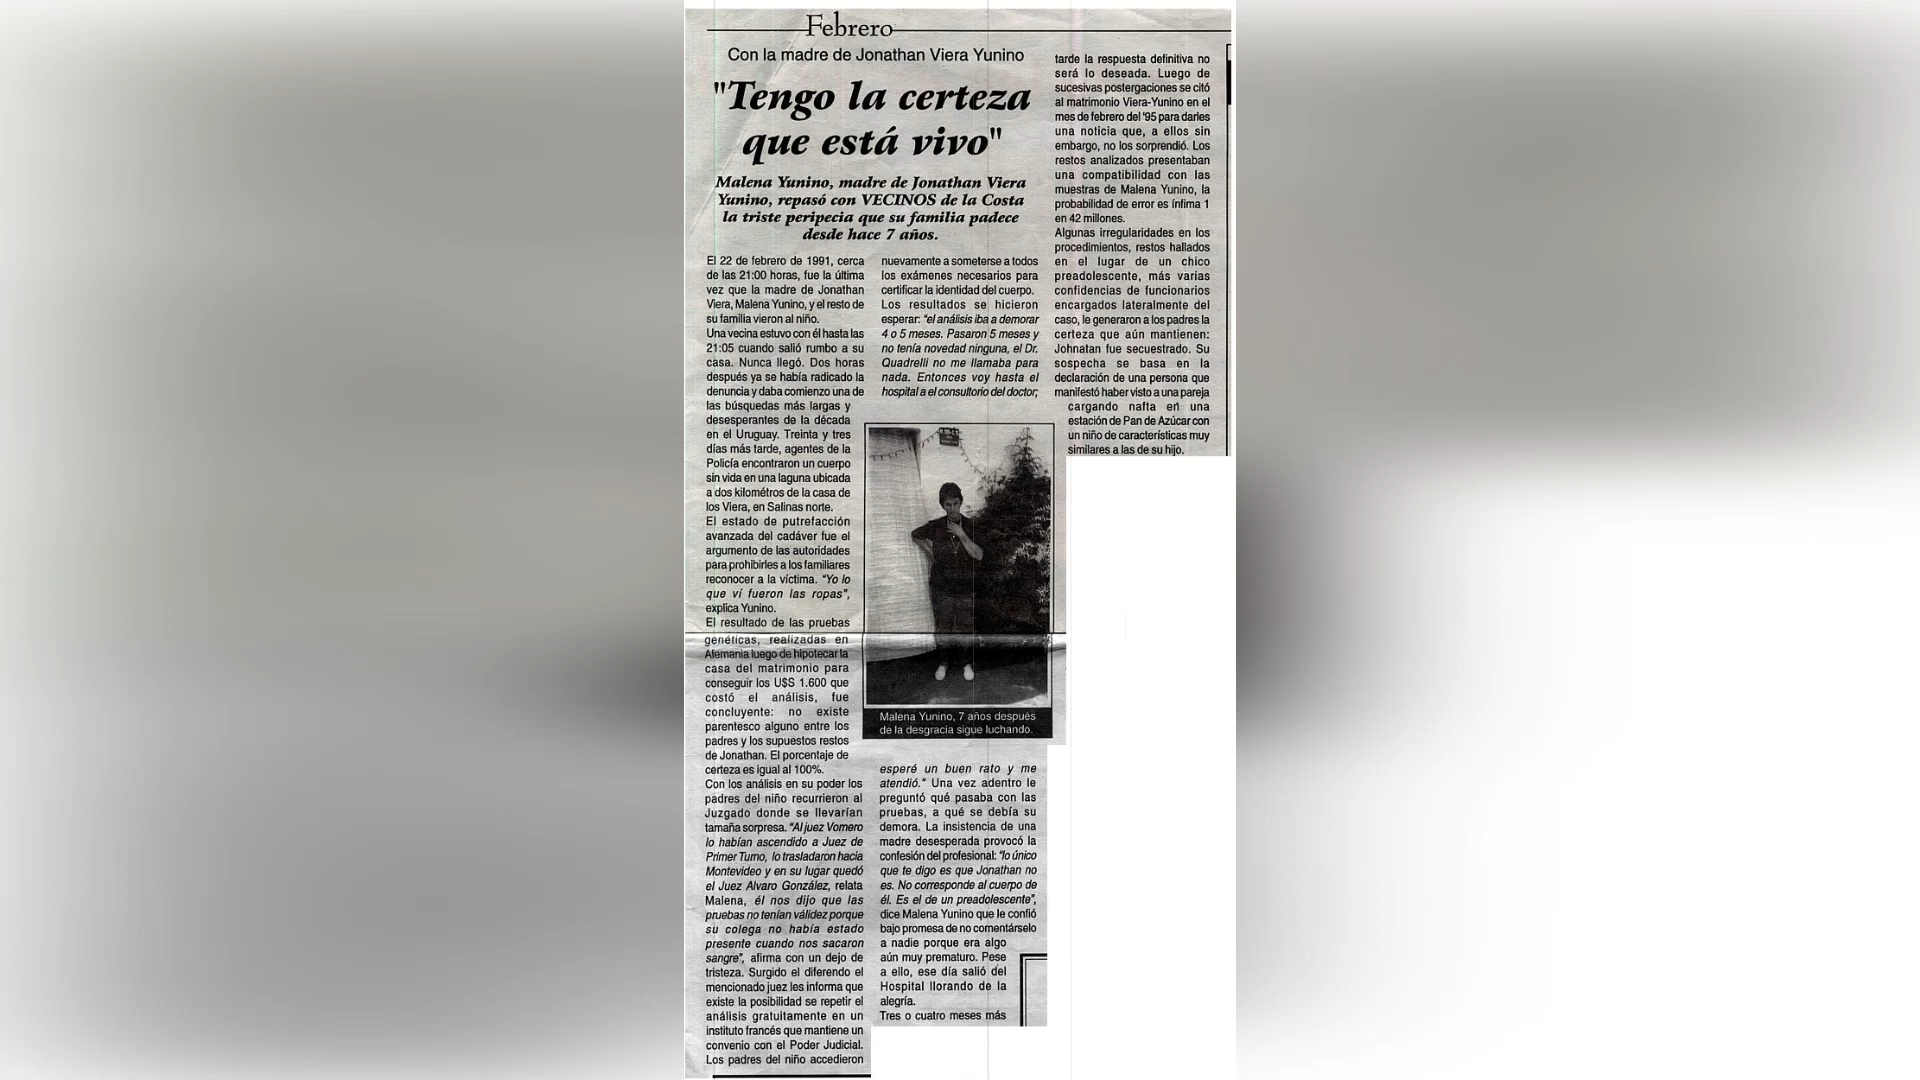 Febrero
Con la madre de Jonathan Viera Yunino
"Tengo la certeza
que está vivo"
Malena Yunino, madre de Jonathan Viera
Yunino, repasó con VECINOS de la Costa
la triste peripecia que su familia padece
desde hace 7 años.
El 22 de febrero de 1991, cerca
de las 21:00 horas, fue la última
vez que la madre de Jonathan
Viera, Malena Yunino, y el resto de
su familia vieron al niño.
Una vecina estuvo con él hasta las
21:05 cuando salió rumbo a su
casa. Nunca llegó. Dos horas
después ya se había radicado la
denuncia y daba comienzo una de
las búsquedas más largas y
desesperantes de la década
en el Uruguay. Treinta y tres
días más tarde, agentes de la
Policía encontraron un cuerpo
sin vida en una laguna ubicada
a dos kilométros de la casa de
los Viera, en Salinas norte.
El estado de putrefacción
avanzada del cadáver fue el
argumento de las autoridades
para prohibirles a los familiares
reconocer a la víctima. "Yo lo
que ví fueron las ropas",
explica Yunino.
El resultado de las pruebas
genéticas, realizadas en
Alemania luego de hipotecar la
casa del matrimonio para
conseguir los U$S 1.600 que
costó el análisis, fue
concluyente: no existe
parentesco alguno entre los
padres y los supuestos restos
de Jonathan. El porcentaje de
certeza es igual al 100%.
Con los análisis en su poder los
padres del niño recurrieron al
Juzgado donde se llevarían
tamaña sorpresa. "Al juez Vomero
lo habían ascendido a Juez de
Primer Turno, lo trasladaron hacia
Montevideo y en su lugar quedó
el Juez Alvaro González, relata
Malena, él nos dijo que las
pruebas no tenían válidez porque
su colega no había estado
presente cuando nos sacaron
sangre", afirma con un dejo de
tristeza. Surgido el diferendo el
mencionado juez les informa que
existe la posibilidad se repetir el
análisis gratuitamente en un
instituto francés que mantiene un
convenio con el Poder Judicial.
Los padres del niño accedieron
nuevamente a someterse a todos
los exámenes necesarios para
certificar la identidad del cuerpo.
Los resultados se hicieron
esperar: "el análisis iba a demorar
4 o 5 meses. Pasaron 5 meses y
no tenía novedad ninguna, el Dr.
Quadrelli no me llamaba para
nada. Entonces voy hasta el
hospital a el consultorio del doctor;
Malena Yunino, 7 años después
de la desgracia sigue luchando.
esperé un buen rato y me
atendió." Una vez adentro le
preguntó qué pasaba con las
pruebas, a qué se debía su
demora. La insistencia de una
madre desesperada provocó la
confesión del profesional: "lo único
que te digo es que Jonathan no
es. No corresponde al cuerpo de
él. Es el de un preadolescente",
dice Malena Yunino que le confió
bajo promesa de no comentárselo
a nadie porque era algo
aún muy prematuro. Pese
a ello, ese día salió del
Hospital llorando de la
alegría.
Tres o cuatro meses más
tarde la respuesta definitiva no
será lo deseada. Luego de
sucesivas postergaciones se citó
al matrimonio Viera-Yunino en el
mes de febrero del '95 para darles
una noticia que, a ellos sin
embargo, no los sorprendió. Los
restos analizados presentaban
una compatibilidad con las
muestras de Malena Yunino, la
probabilidad de error es ínfima 1
en 42 millones.
Algunas irregularidades en los
procedimientos, restos hallados
en el lugar de un chico
preadolescente, más varias
confidencias de funcionarios
encargados lateralmente del
caso, le generaron a los padres la
certeza que aún mantienen:
Johnatan fue secuestrado. Su
sospecha se basa en la
declaración de una persona que
manifestó haber visto a una pareja
cargando nafta en una
estación de Pan de Azúcar con
un niño de características muy
similares a las de su hijo.